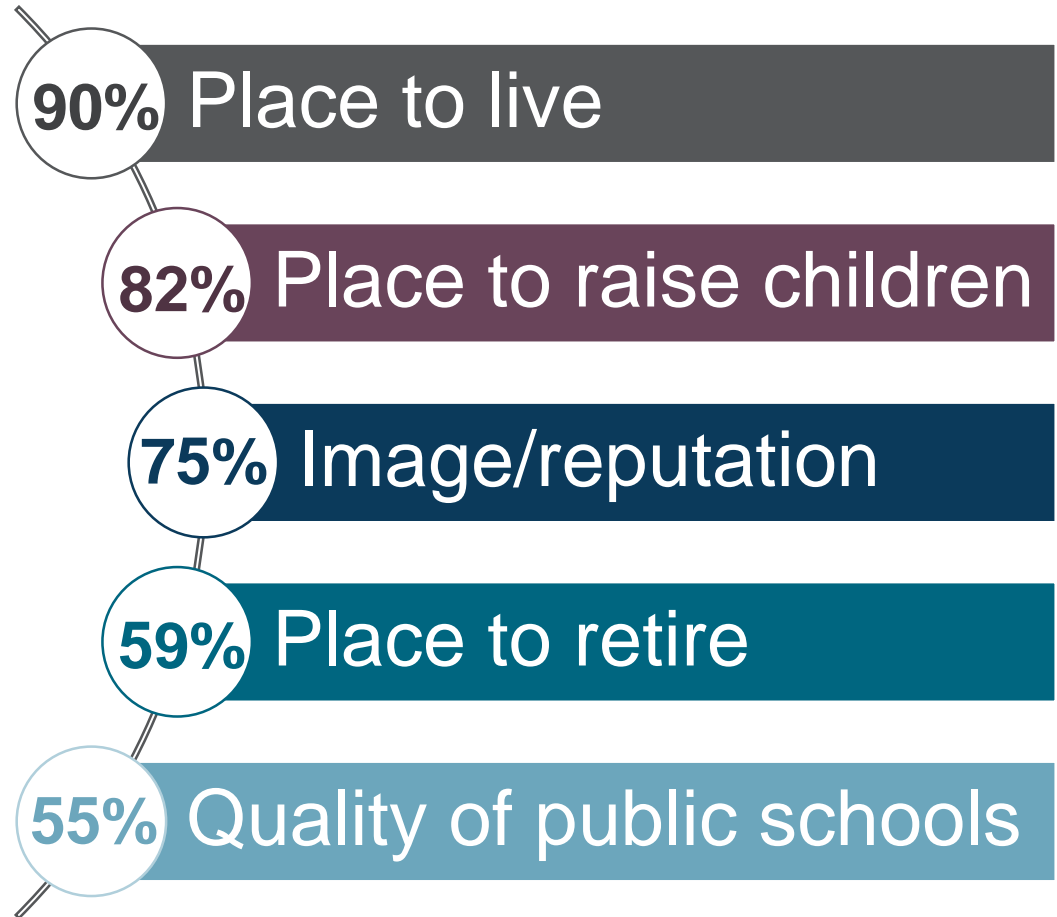 90% Place to live
82% Place to raise children
75% Image/reputation
59% Place to retire
55% Quality of public schools